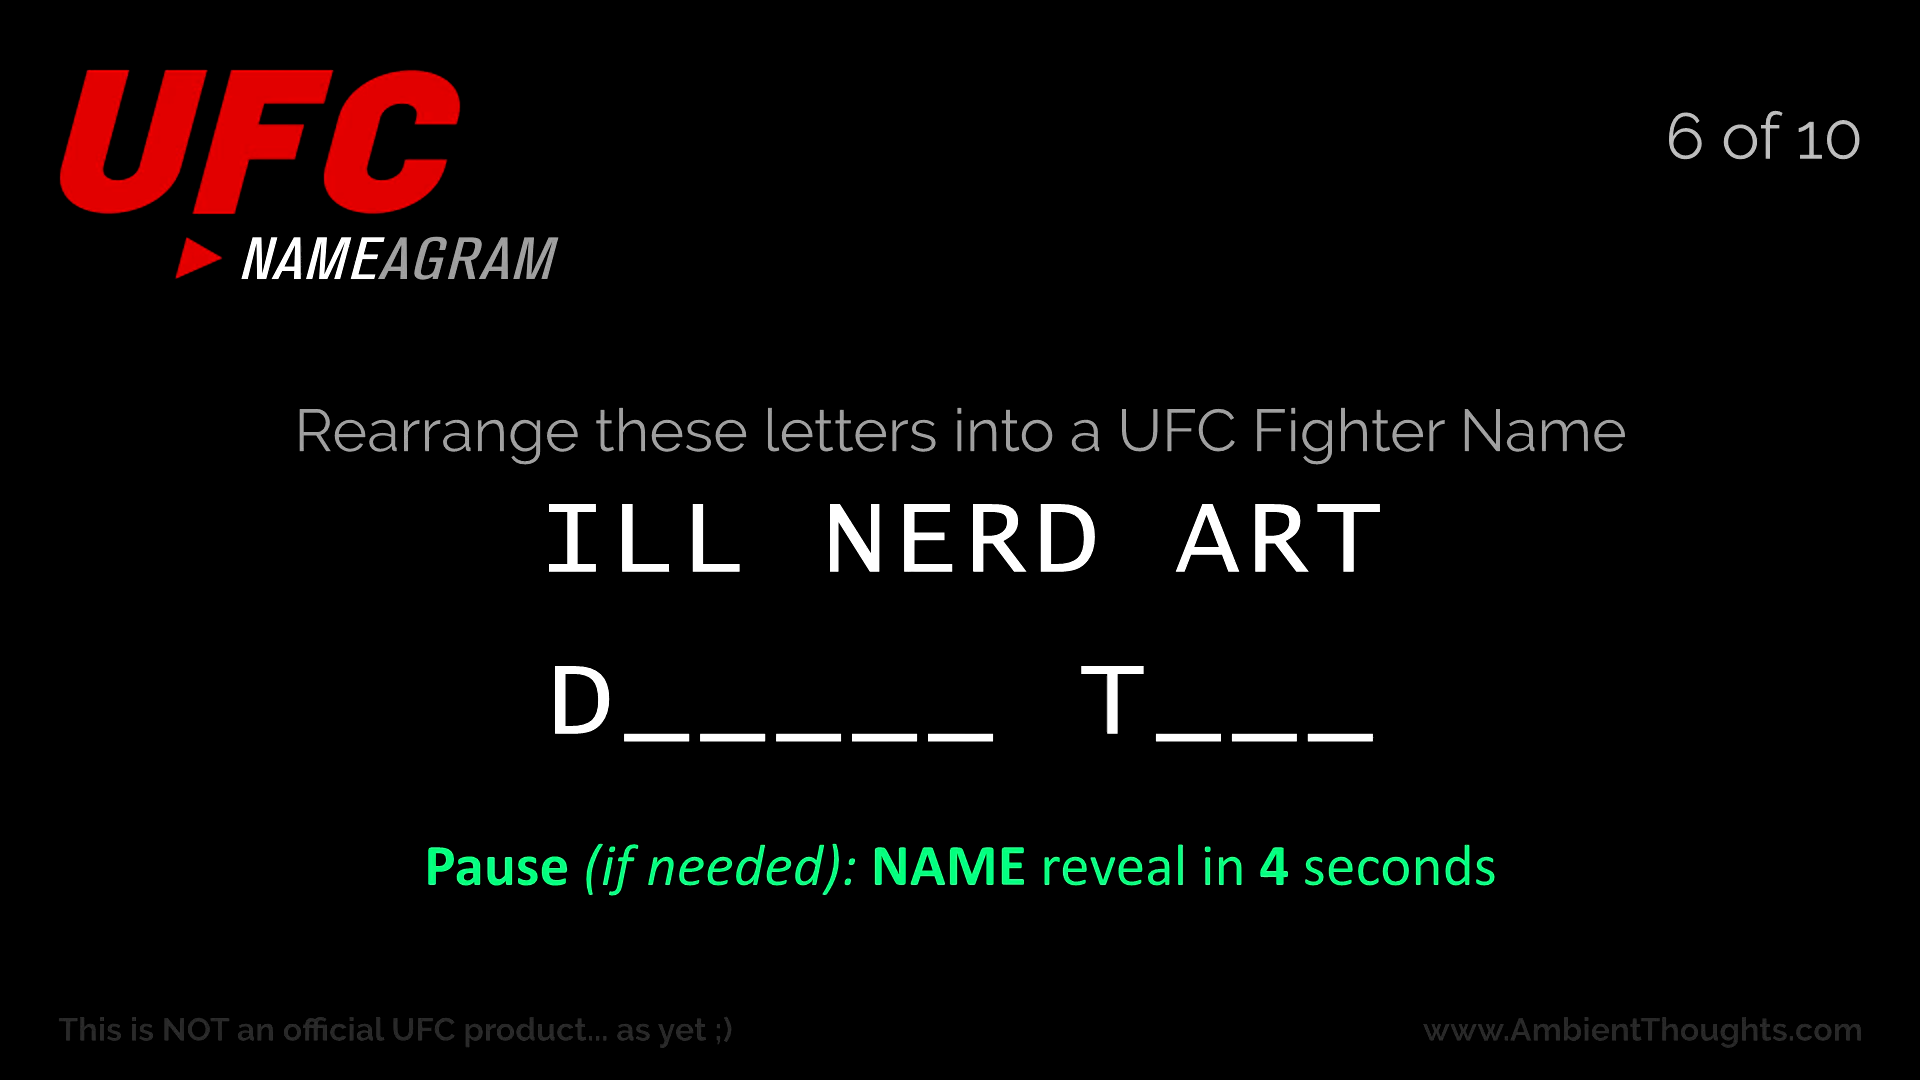 UFC
6 of 10
NAMEAGRAM
Rearrange these letters into a UFC Fighter Name
ILL NERD ART
D_____ T___
Pause (if needed): NAME reveal in 4 seconds
This is NOT an official UFC product... as yet ;)
www.AmbientThoughts.com